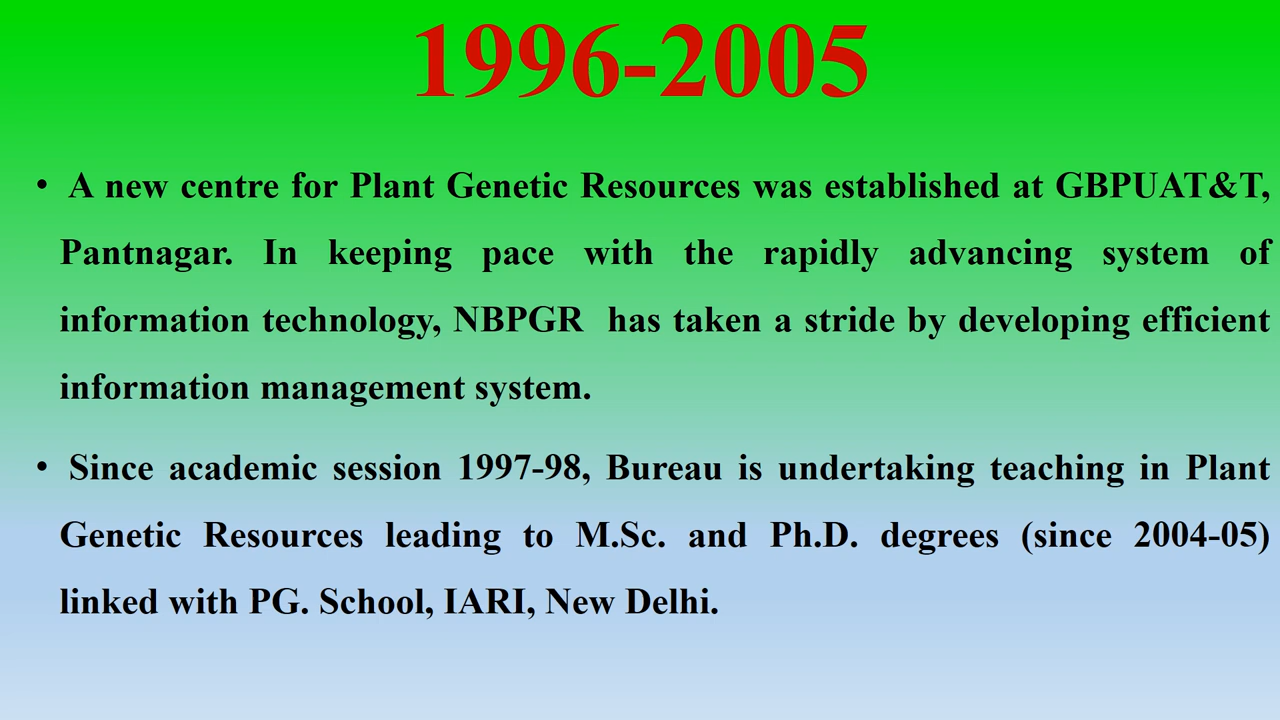 1996-2005
• A new centre for Plant Genetic Resources was established at GBPUAT&T,
Pantnagar. In keeping pace with the rapidly advancing system of
information technology, NBPGR has taken a stride by developing efficient
information management system.
• Since academic session 1997-98, Bureau is undertaking teaching in Plant
Genetic Resources leading to M.Sc. and Ph.D. degrees (since 2004-05)
linked with PG. School, IARI, New Delhi.